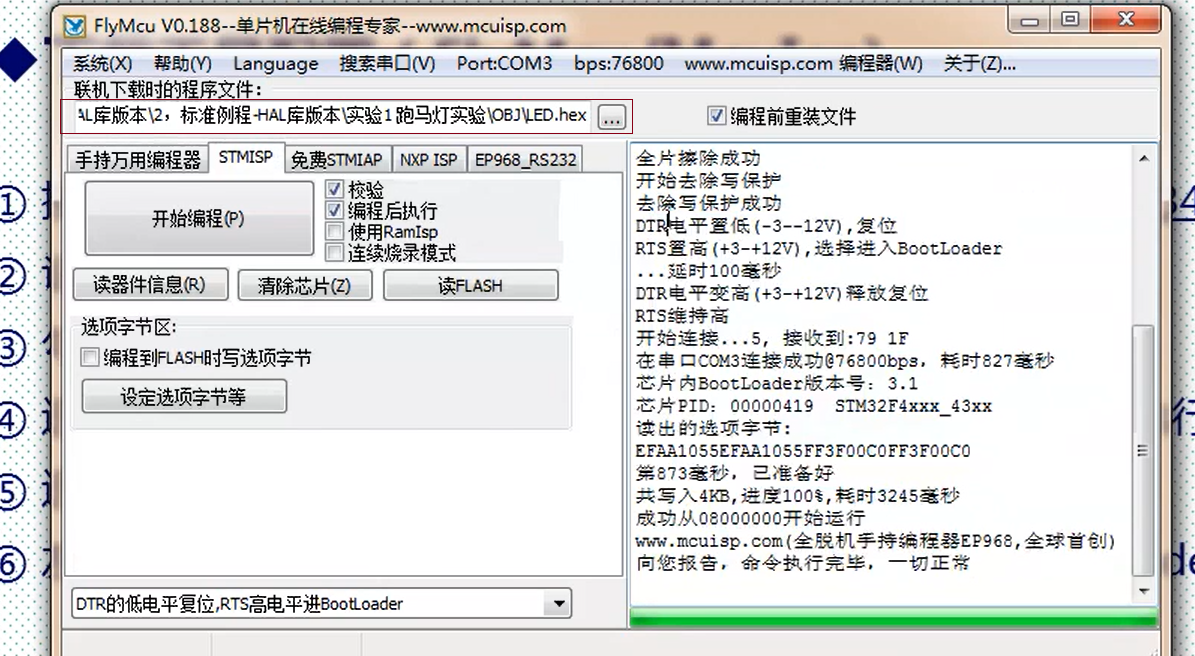 FlyMcu V0.188--单片机在线编程专家--www.mcuisp.com
系统(X) 帮助(Y) Language 搜索串口(V) Port:COM3 bps:76800 www.mcuisp.com 编程器(W) 关于(Z)...
联机下载时的程序文件：
AL库版本\2，标准例程-HAL库版本\实验1 跑马灯实验\OBJ\LED.hex ... 编程前重装文件
手持万用编程器 STMISP 免费STMIAP NXP ISP EP968_RS232
开始编程(P)
校验
编程后执行
使用RamIsp
连续烧录模式
读器件信息(R) 清除芯片(Z) 读FLASH
选项字节区:
编程到FLASH时写选项字节
设定选项字节等
DTR的低电平复位,RTS高电平进BootLoader
全片擦除成功
开始去除写保护
去除写保护成功
DTR电平置低(-3--12V),复位
RTS置高(+3-+12V),选择进入BootLoader
...延时100毫秒
DTR电平变高(+3-+12V)释放复位
RTS维持高
开始连接...5, 接收到:79 1F
在串口COM3连接成功@76800bps, 耗时827毫秒
芯片内BootLoader版本号: 3.1
芯片PID: 00000419 STM32F4xxx_43xx
读出的选项字节:
EFAA1055EFAA1055FF3F00C0FF3F00C0
第873毫秒, 已准备好
共写入4KB,进度100%,耗时3245毫秒
成功从08000000开始运行
www.mcuisp.com(全脱机手持编程器EP968,全球首创)
向您报告, 命令执行完毕, 一切正常
①
②
③
④
⑤
⑥